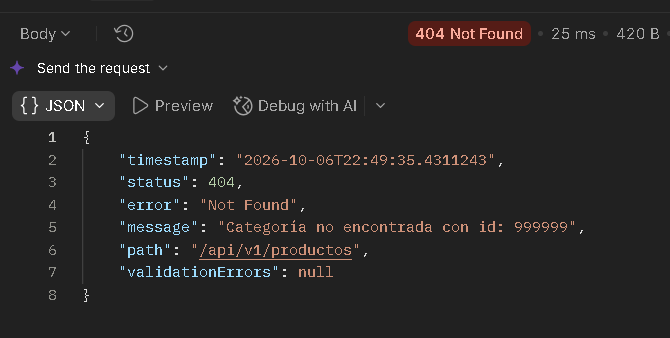 Body 404 Not Found • 25 ms • 420 B
Send the request
{} JSON Preview Debug with AI
1 {
2 "timestamp": "2026-10-06T22:49:35.4311243",
3 "status": 404,
4 "error": "Not Found",
5 "message": "Categoría no encontrada con id: 999999",
6 "path": "/api/v1/productos",
7 "validationErrors": null
8 }